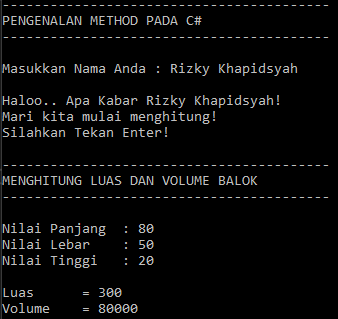 -----------------------------------------
PENGENALAN METHOD PADA C#
-----------------------------------------
Masukkan Nama Anda : Rizky Khapidsyah
Haloo.. Apa Kabar Rizky Khapidsyah!
Mari kita mulai menghitung!
Silahkan Tekan Enter!
-----------------------------------------
MENGHITUNG LUAS DAN VOLUME BALOK
-----------------------------------------
Nilai Panjang  : 80
Nilai Lebar    : 50
Nilai Tinggi   : 20
Luas      = 300
Volume    = 80000